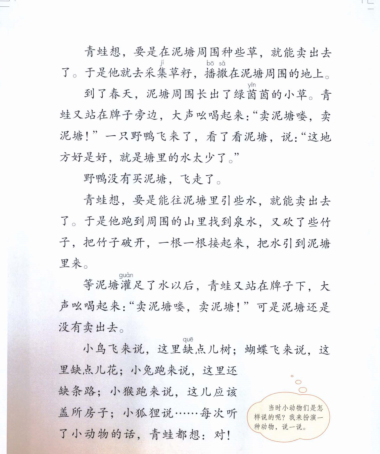 青蛙想，要是在泥塘周围种些草，就能卖出去
了。于是他就去采集草籽，播撒在泥塘周围的地上。
到了春天，泥塘周围长出了绿茵茵的小草。青
蛙又站在牌子旁边，大声吆喝起来：“卖泥塘喽，卖
泥塘！”一只野鸭飞来了，看了看泥塘，说：“这地
方好是好，就是塘里的水太少了。”
野鸭没有买泥塘，飞走了。
青蛙想，要是能往泥塘里引些水，就能卖出去
了。于是他跑到周围的山里找到泉水，又砍了些竹
子，把竹子破开，一根一根接起来，把水引到泥塘
里来。
等泥塘灌足了水以后，青蛙又站在牌子下，大
声吆喝起来：“卖泥塘喽，卖泥塘！”可是泥塘还是
没有卖出去。
小鸟飞来说，这里缺点儿树；蝴蝶飞来说，这
里缺点儿花；小兔跑来说，这里还
缺条路；小猴跑来说，这儿应该
盖所房子；小狐狸说……每次听
了小动物的话，青蛙都想：对！
当时小动物们是怎
样说的呢？我来扮演一
种动物，说一说。